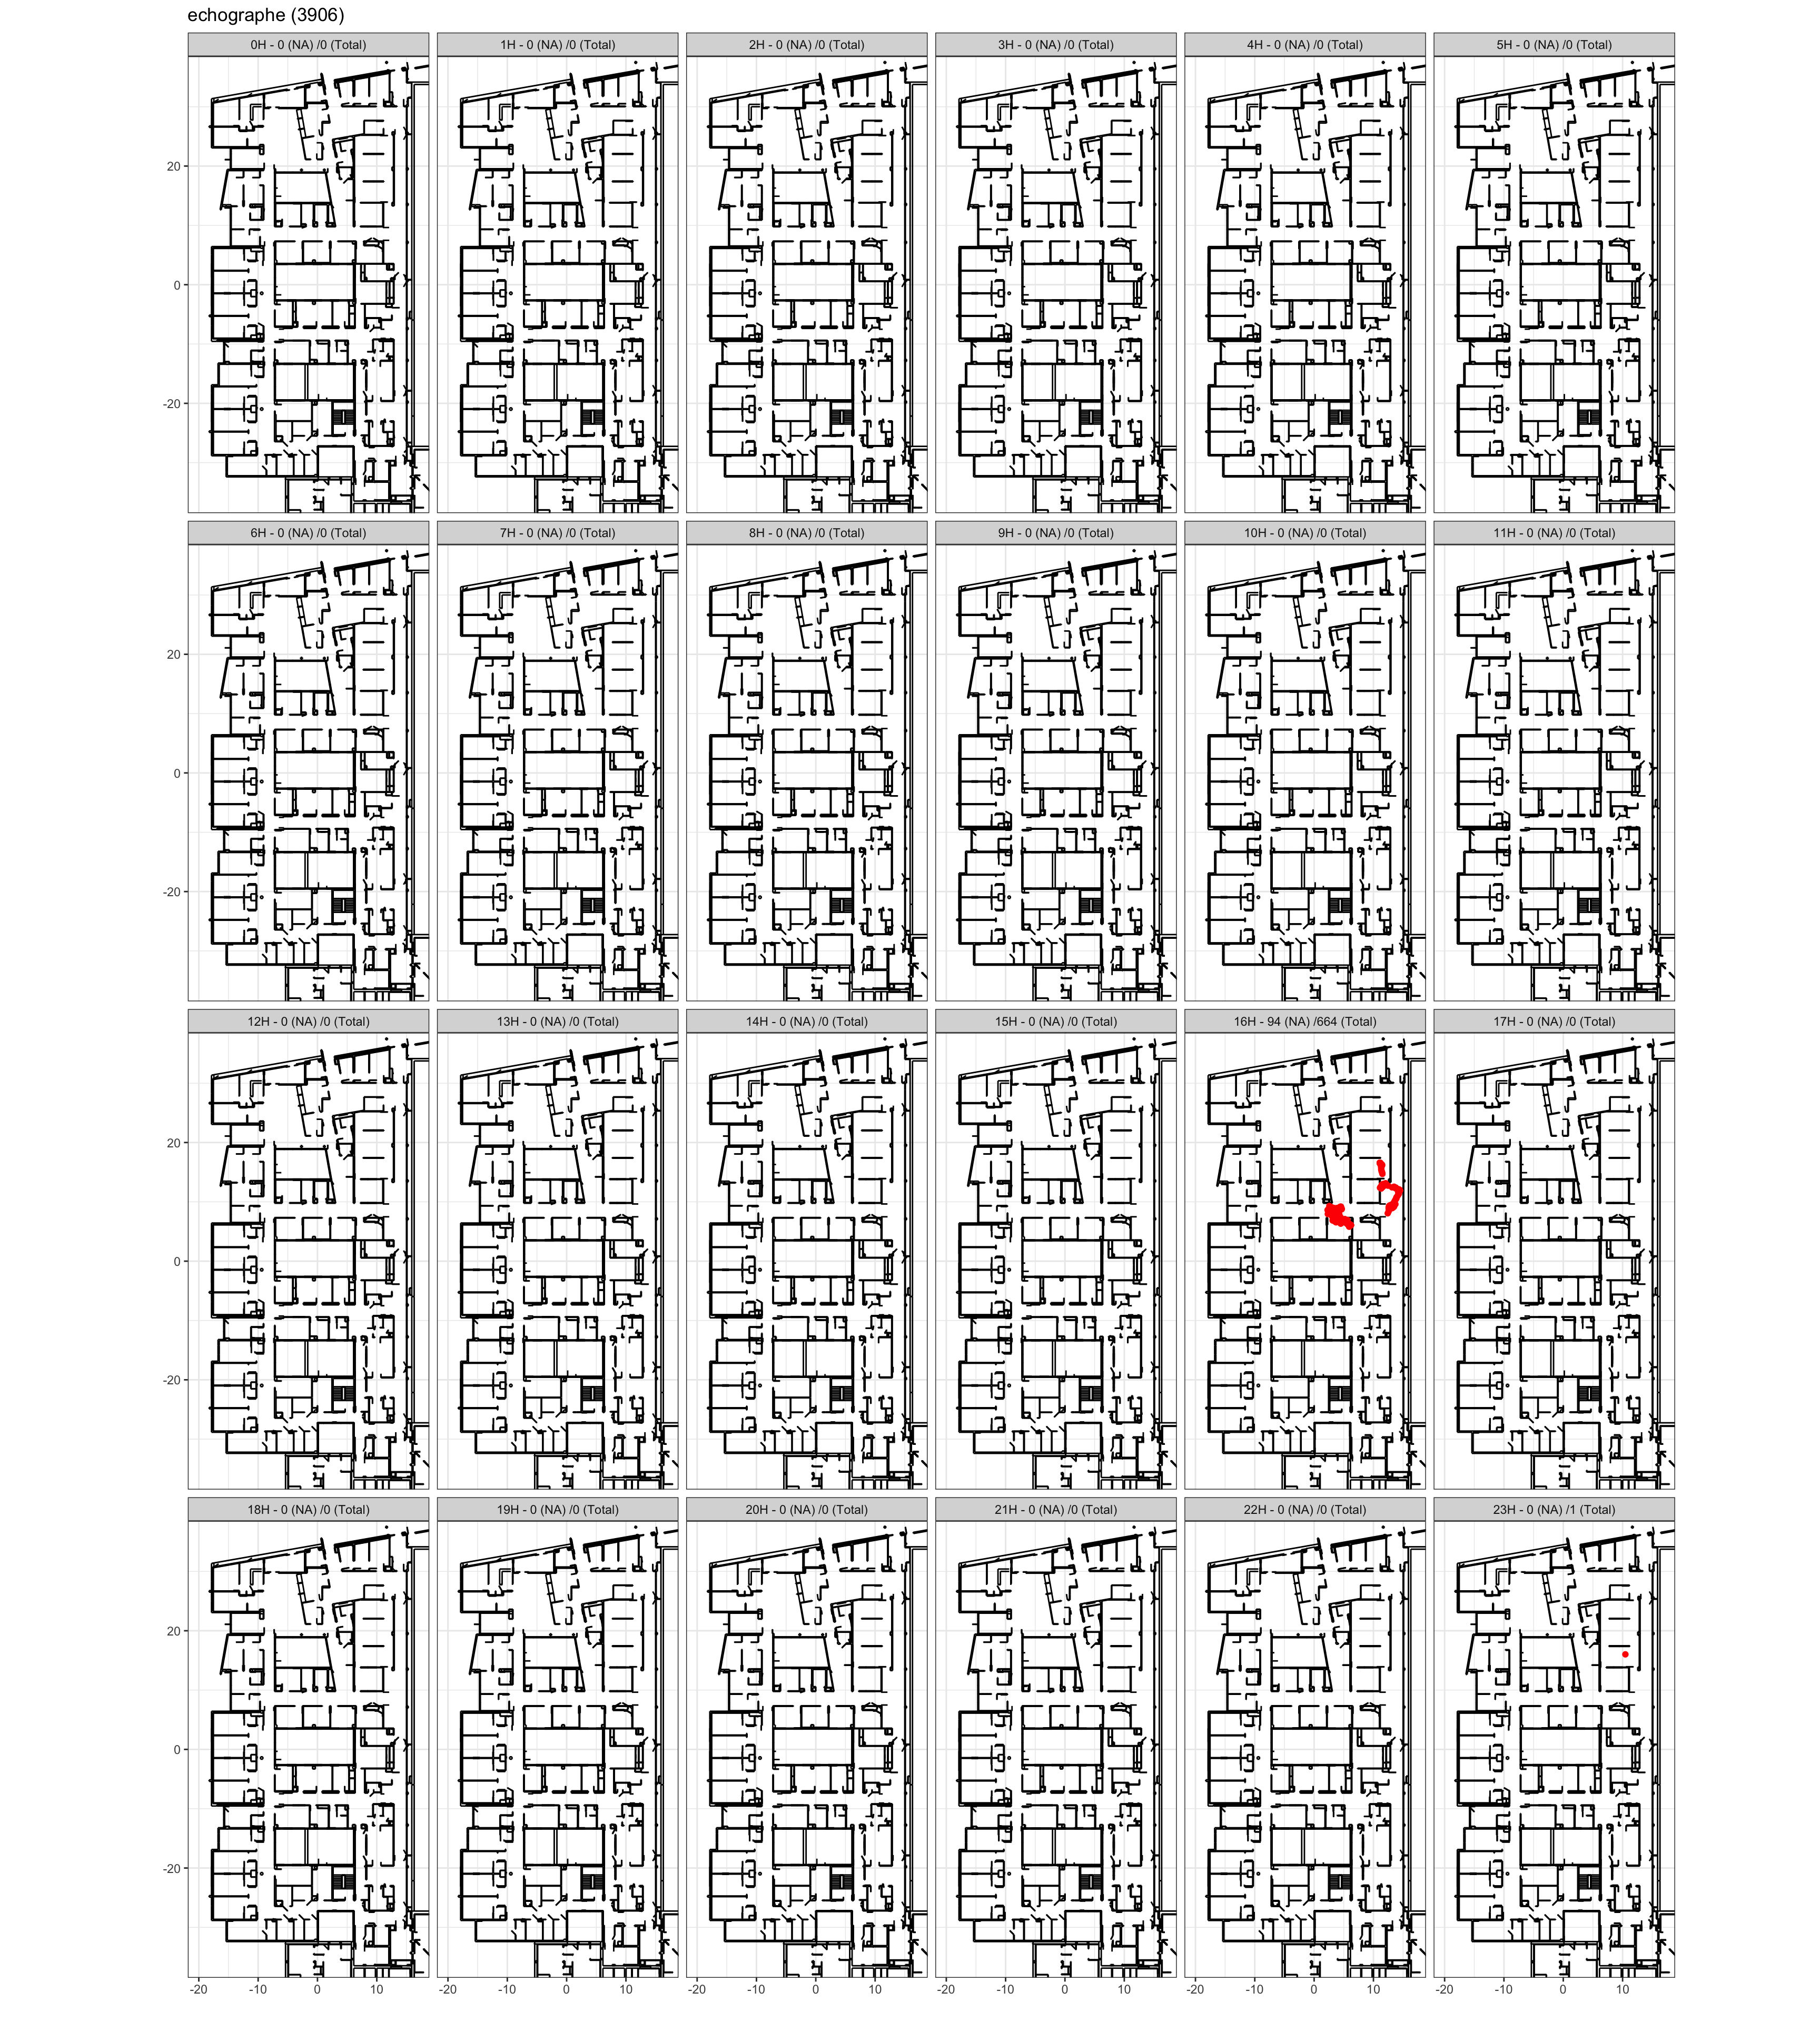 echographe (3906)
0H - 0 (NA) /0 (Total) 1H - 0 (NA) /0 (Total) 2H - 0 (NA) /0 (Total) 3H - 0 (NA) /0 (Total) 4H - 0 (NA) /0 (Total) 5H - 0 (NA) /0 (Total)
20
0
-20
6H - 0 (NA) /0 (Total) 7H - 0 (NA) /0 (Total) 8H - 0 (NA) /0 (Total) 9H - 0 (NA) /0 (Total) 10H - 0 (NA) /0 (Total) 11H - 0 (NA) /0 (Total)
20
0
-20
12H - 0 (NA) /0 (Total) 13H - 0 (NA) /0 (Total) 14H - 0 (NA) /0 (Total) 15H - 0 (NA) /0 (Total) 16H - 94 (NA) /664 (Total) 17H - 0 (NA) /0 (Total)
20
0
-20
18H - 0 (NA) /0 (Total) 19H - 0 (NA) /0 (Total) 20H - 0 (NA) /0 (Total) 21H - 0 (NA) /0 (Total) 22H - 0 (NA) /0 (Total) 23H - 0 (NA) /1 (Total)
20
0
-20
-20 -10 0 10 -20 -10 0 10 -20 -10 0 10 -20 -10 0 10 -20 -10 0 10 -20 -10 0 10